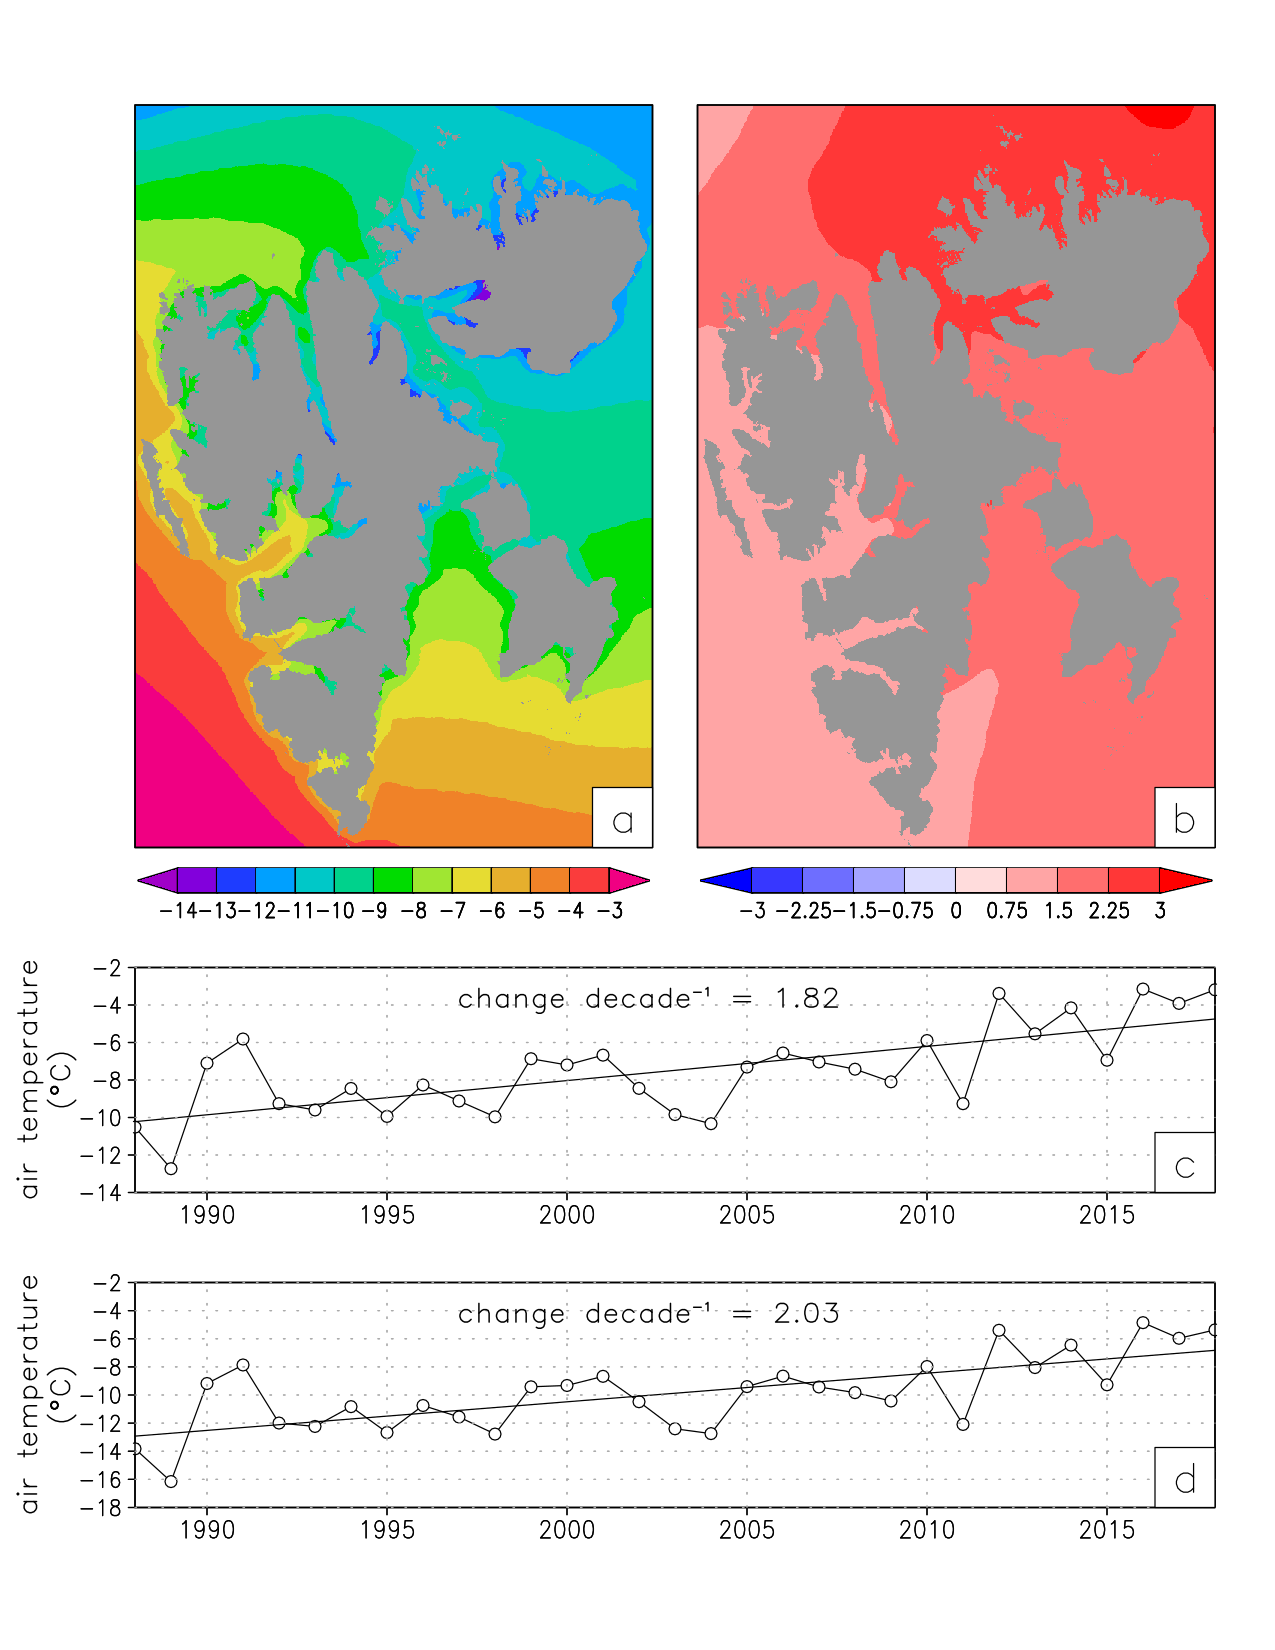 a
b
−14 −13 −12 −11 −10 −9 −8 −7 −6 −5 −4 −3
−3 −2.25 −1.5 −0.75 0 0.75 1.5 2.25 3
air temperature
(°C)
change decade⁻¹ = 1.82
−2
−4
−6
−8
−10
−12
−14
c
1990 1995 2000 2005 2010 2015
air temperature
(°C)
change decade⁻¹ = 2.03
−2
−4
−6
−8
−10
−12
−14
−16
−18
d
1990 1995 2000 2005 2010 2015